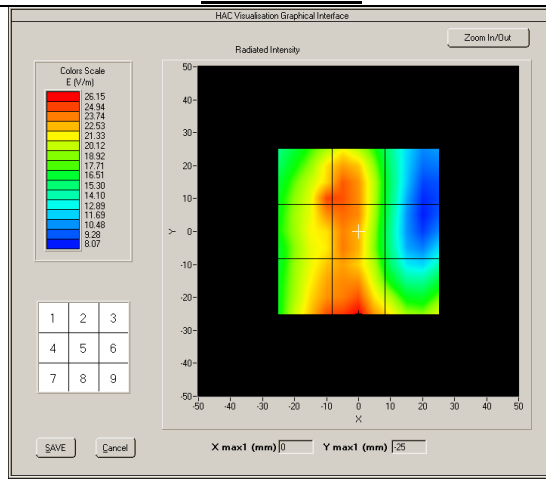 HAC Visualisation Graphical Interface
Zoom In/Out
Radiated Intensity
Colors Scale
E (V/m)
26.15
24.94
23.74
22.53
21.33
20.12
18.92
17.71
16.51
15.30
14.10
12.89
11.69
10.48
9.28
8.07
50
40
30
20
10
0
-10
-20
-30
-40
-50
Y
-50 -40 -30 -20 -10 0 10 20 30 40 50
X
1 2 3
4 5 6
7 8 9
SAVE Cancel X max1 (mm) 0 Y max1 (mm) -25